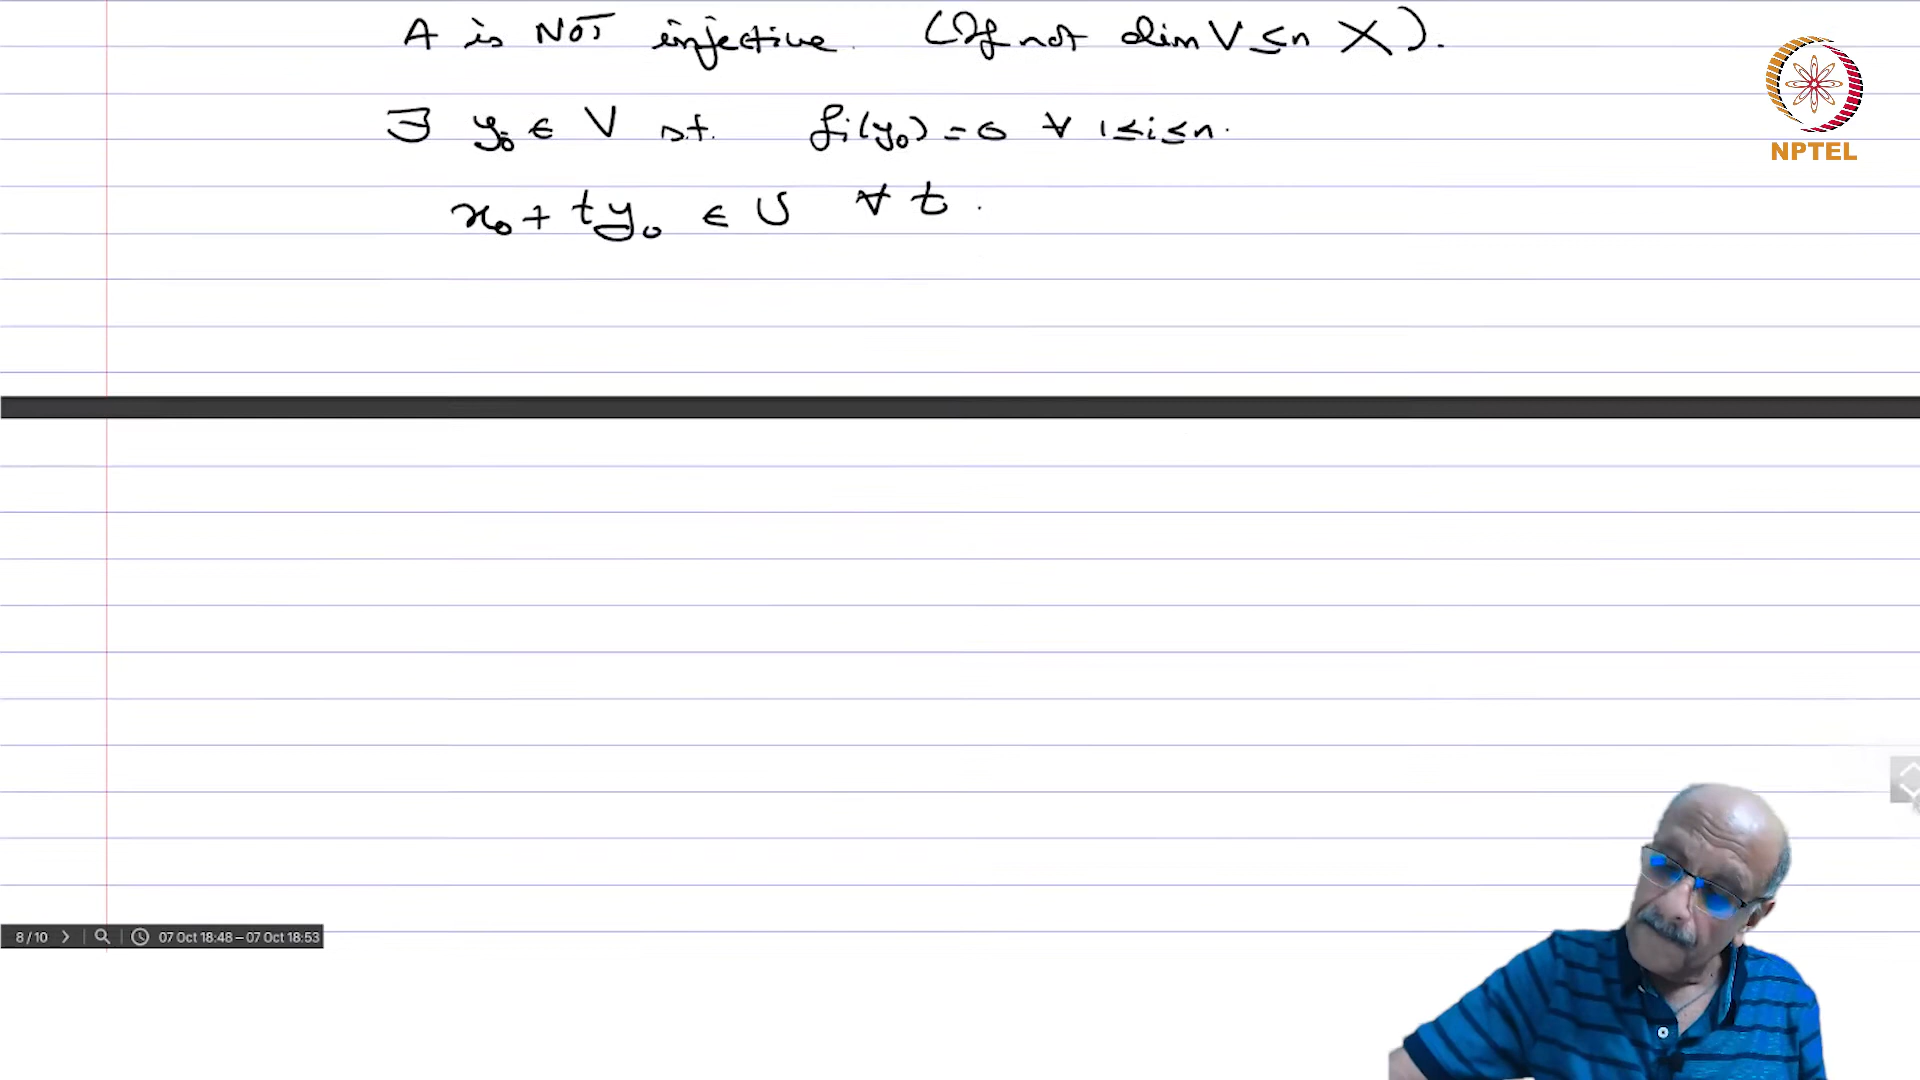 A is NOT injective. (If not dim V ≤ n X).
∃ y₀ ∈ V s.t. fᵢ(y₀) = 0 ∀ 1 ≤ i ≤ n.
x₀ + ty₀ ∈ U ∀ t.
NPTEL
8 / 10 07 Oct 18:48 – 07 Oct 18:53